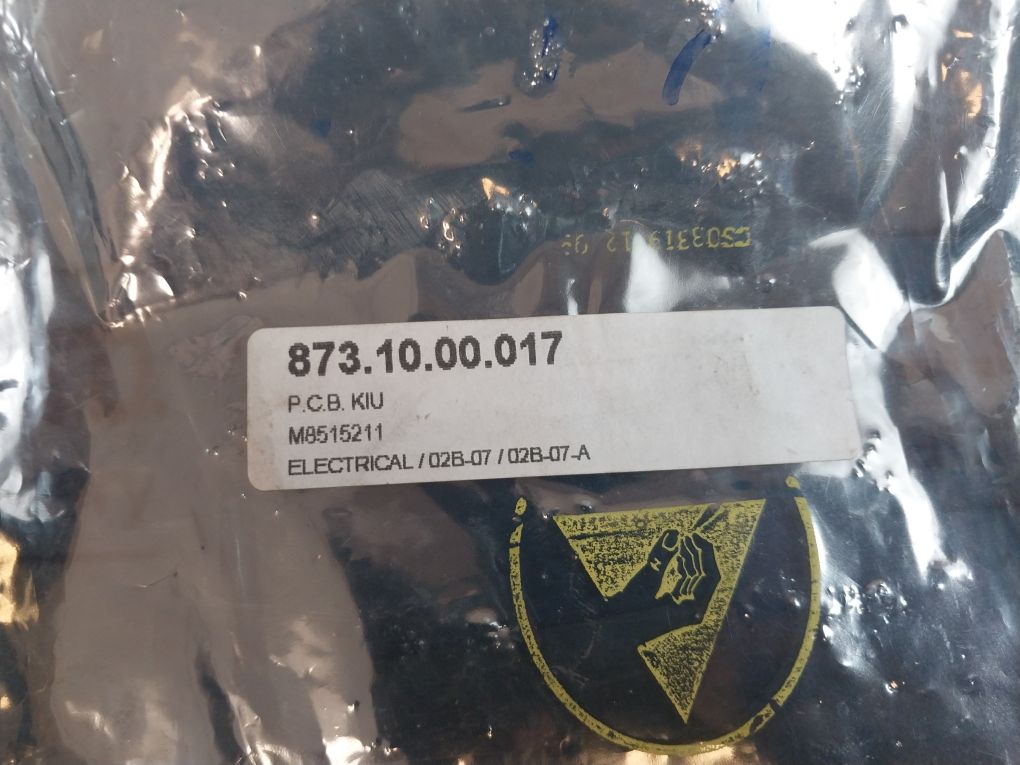 873.10.00.017
P.C.B. KIU
M8515211
ELECTRICAL / 02B-07 / 02B-07-A